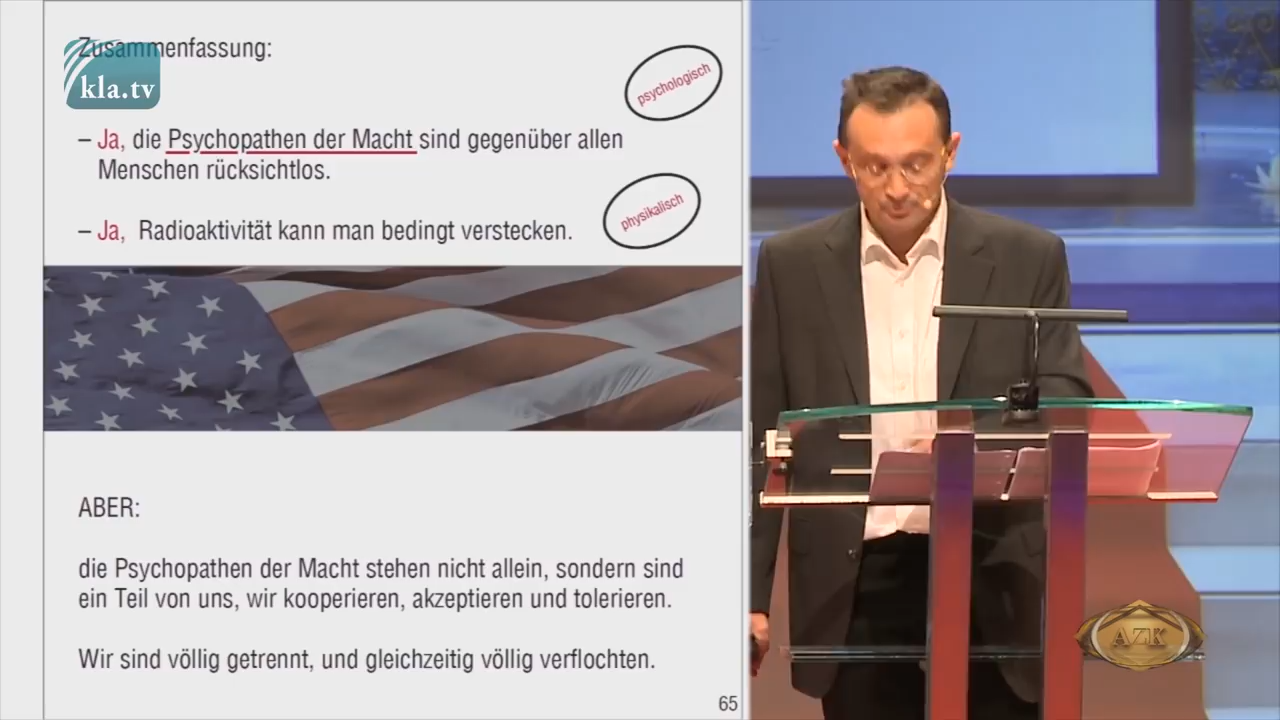 Zusammenfassung:
kla.tv
psychologisch
– Ja, die Psychopathen der Macht sind gegenüber allen
Menschen rücksichtlos.
physikalisch
– Ja, Radioaktivität kann man bedingt verstecken.
ABER:
die Psychopathen der Macht stehen nicht allein, sondern sind
ein Teil von uns, wir kooperieren, akzeptieren und tolerieren.
Wir sind völlig getrennt, und gleichzeitig völlig verflochten.
65
AZK